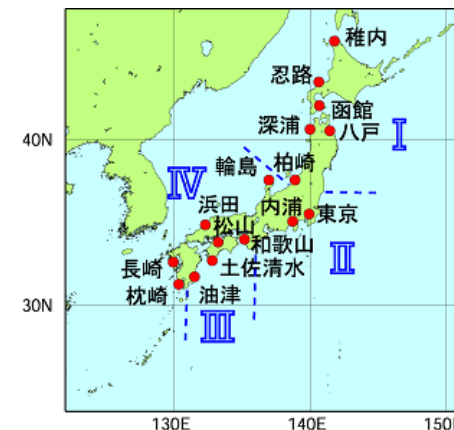 稚内
忍路
函館
深浦
八戸
40N
I
輪島
柏崎
IV
浜田
内浦
東京
松山
和歌山
II
長崎
土佐清水
枕崎
油津
30N
III
130E
140E
150